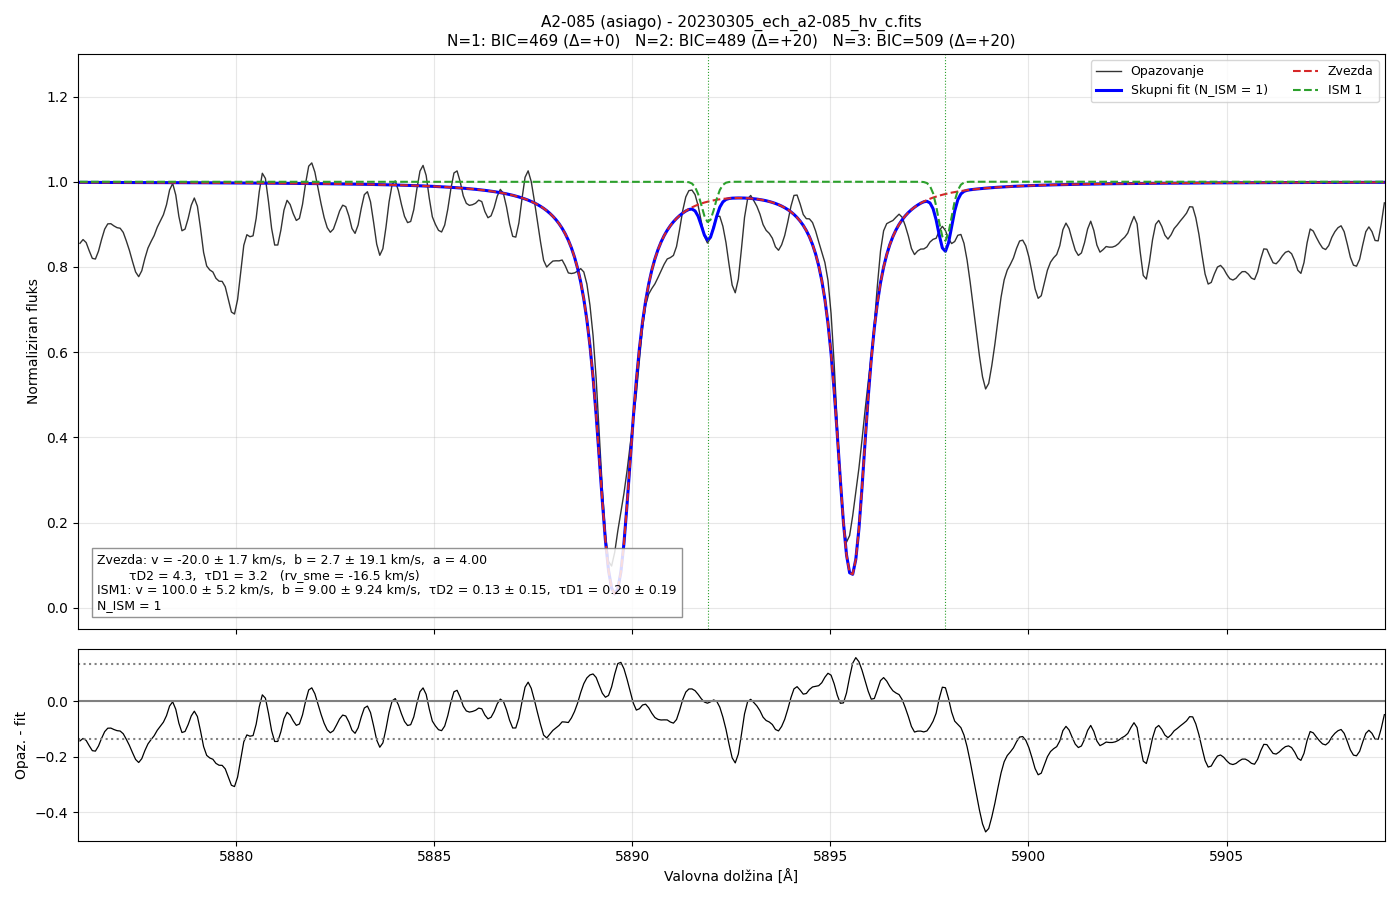 A2-085 (asiago) - 20230305_ech_a2-085_hv_c.fits
N=1: BIC=469 (Δ=+0)   N=2: BIC=489 (Δ=+20)   N=3: BIC=509 (Δ=+20)
Opazovanje
Skupni fit (N_ISM = 1)
Zvezda
ISM 1
Normaliziran fluks
1.2
1.0
0.8
0.6
0.4
0.2
0.0
Zvezda: v = -20.0 ± 1.7 km/s,  b = 2.7 ± 19.1 km/s,  a = 4.00
τD2 = 4.3,  τD1 = 3.2   (rv_sme = -16.5 km/s)
ISM1: v = 100.0 ± 5.2 km/s,  b = 9.00 ± 9.24 km/s,  τD2 = 0.13 ± 0.15,  τD1 = 0.20 ± 0.19
N_ISM = 1
Opaz. - fit
0.0
−0.2
−0.4
5880
5885
5890
5895
5900
5905
Valovna dolžina [Å]